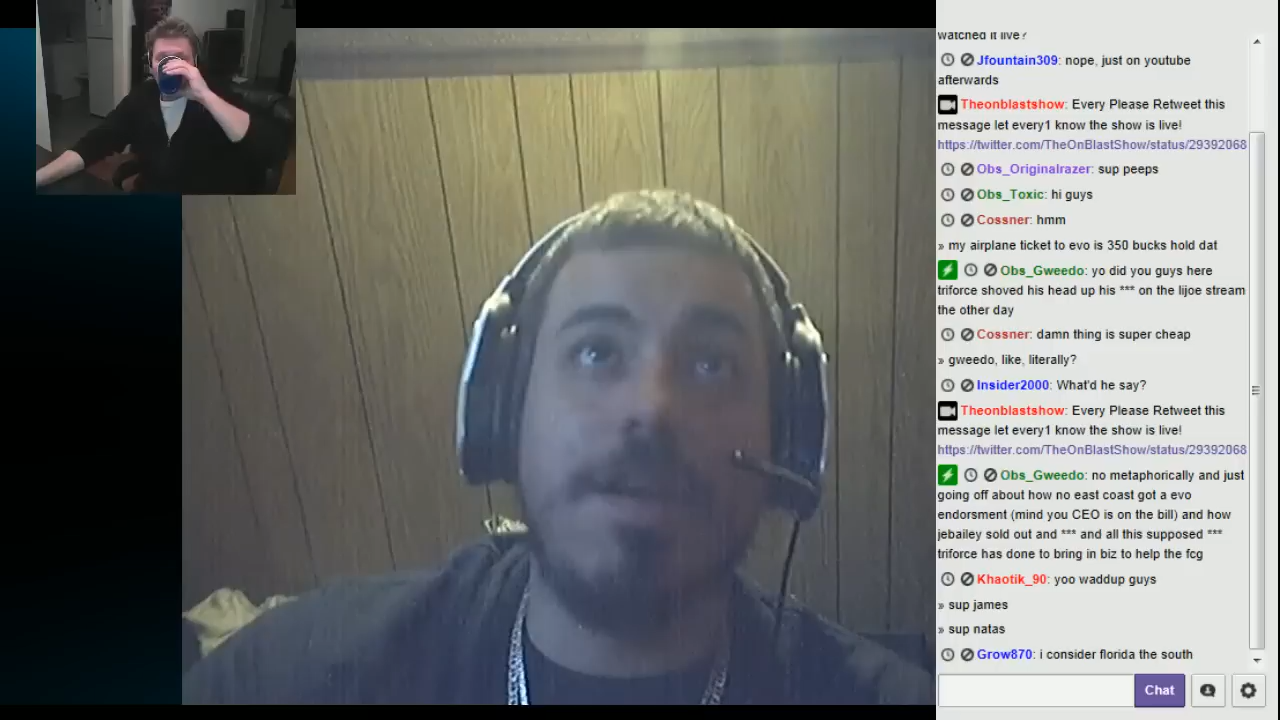 watched it live?
Jfountain309: nope, just on youtube
afterwards
Theonblastshow: Every Please Retweet this
message let every1 know the show is live!
https://twitter.com/TheOnBlastShow/status/29392068
Obs_Originalrazer: sup peeps
Obs_Toxic: hi guys
Cossner: hmm
» my airplane ticket to evo is 350 bucks hold dat
Obs_Gweedo: yo did you guys here
triforce shoved his head up his *** on the lijoe stream
the other day
Cossner: damn thing is super cheap
» gweedo, like, literally?
Insider2000: What'd he say?
Theonblastshow: Every Please Retweet this
message let every1 know the show is live!
https://twitter.com/TheOnBlastShow/status/29392068
Obs_Gweedo: no metaphorically and just
going off about how no east coast got a evo
endorsment (mind you CEO is on the bill) and how
jebailey sold out and *** and all this supposed ***
triforce has done to bring in biz to help the fcg
Khaotik_90: yoo waddup guys
» sup james
» sup natas
Grow870: i consider florida the south
Chat